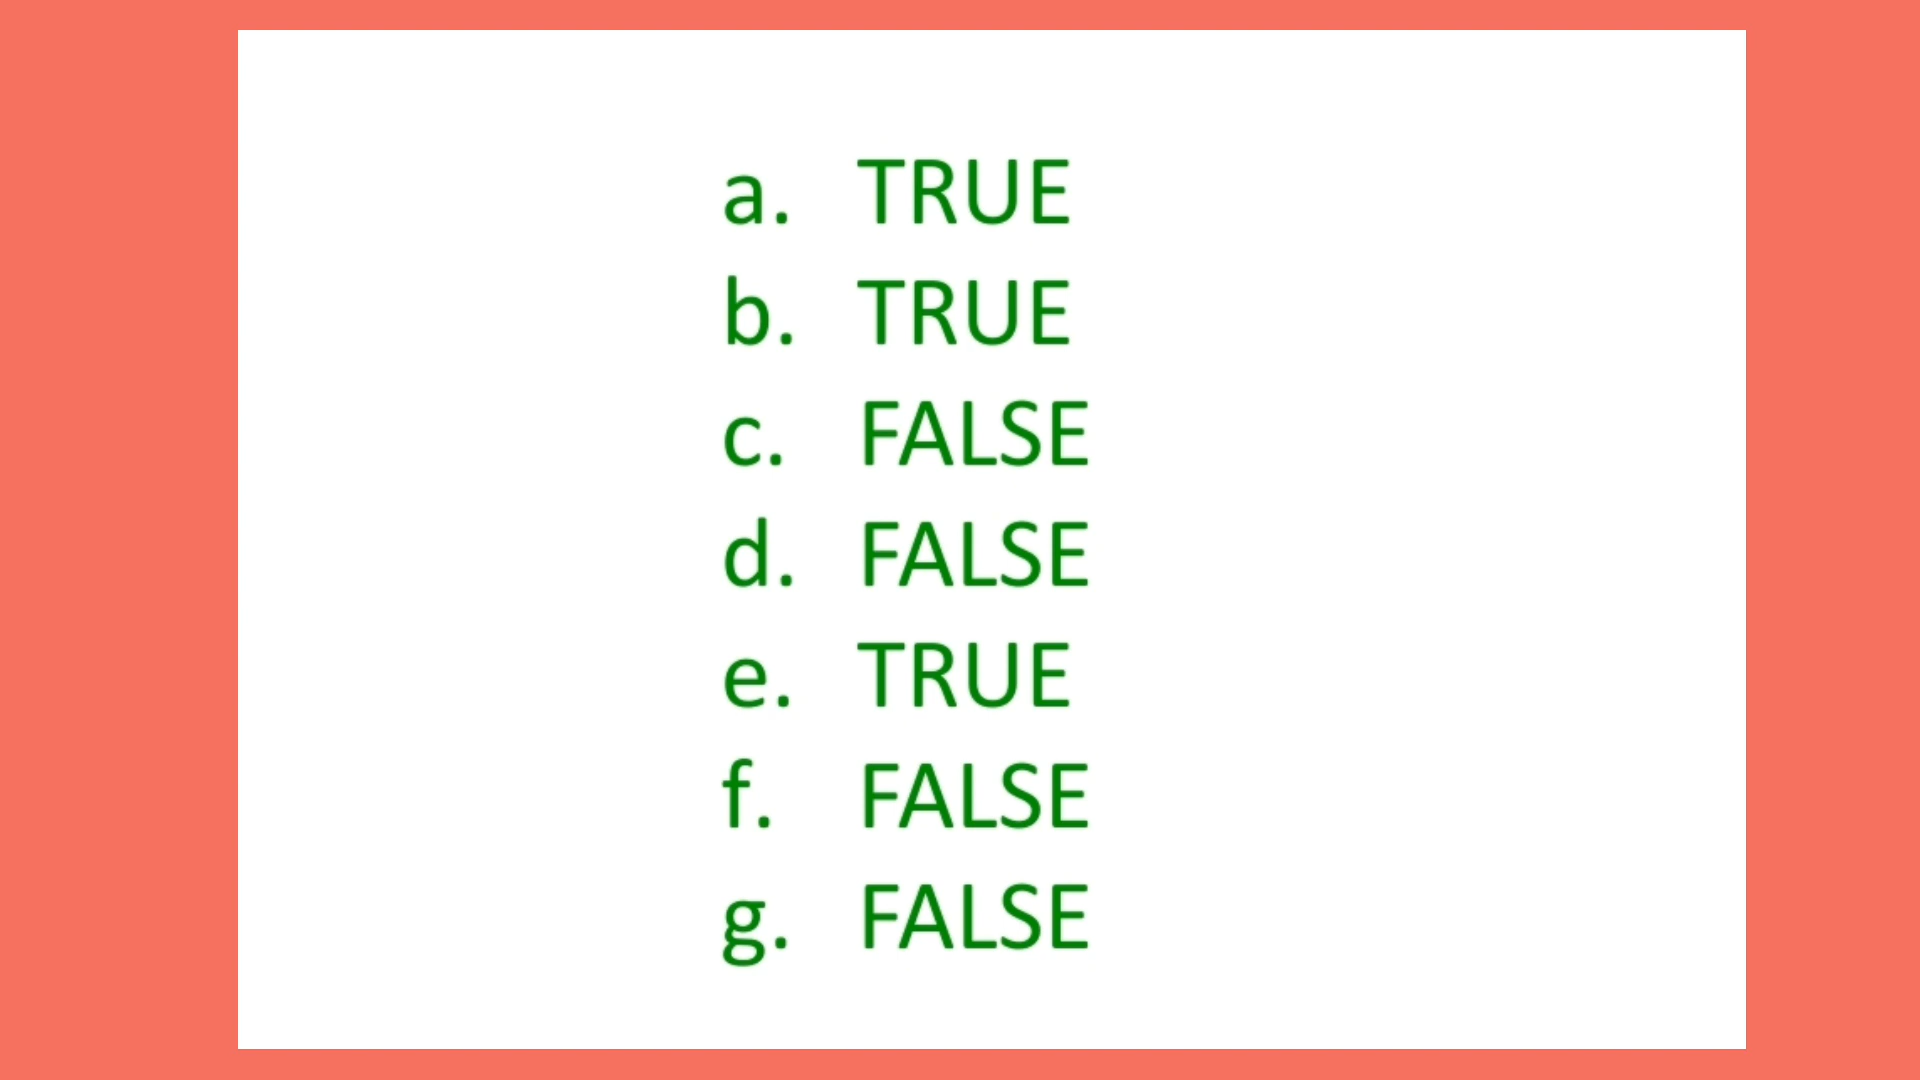 a. TRUE
b. TRUE
c. FALSE
d. FALSE
e. TRUE
f. FALSE
g. FALSE